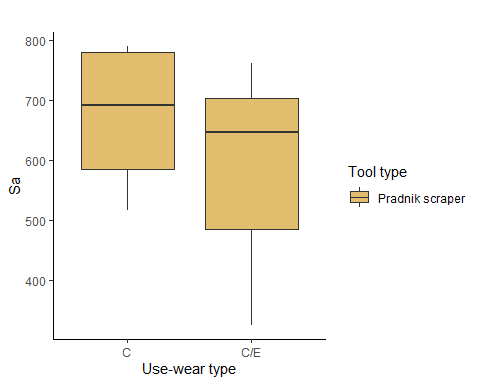 800
700
600
500
400
Sa
C
C/E
Use-wear type
Tool type
Pradnik scraper